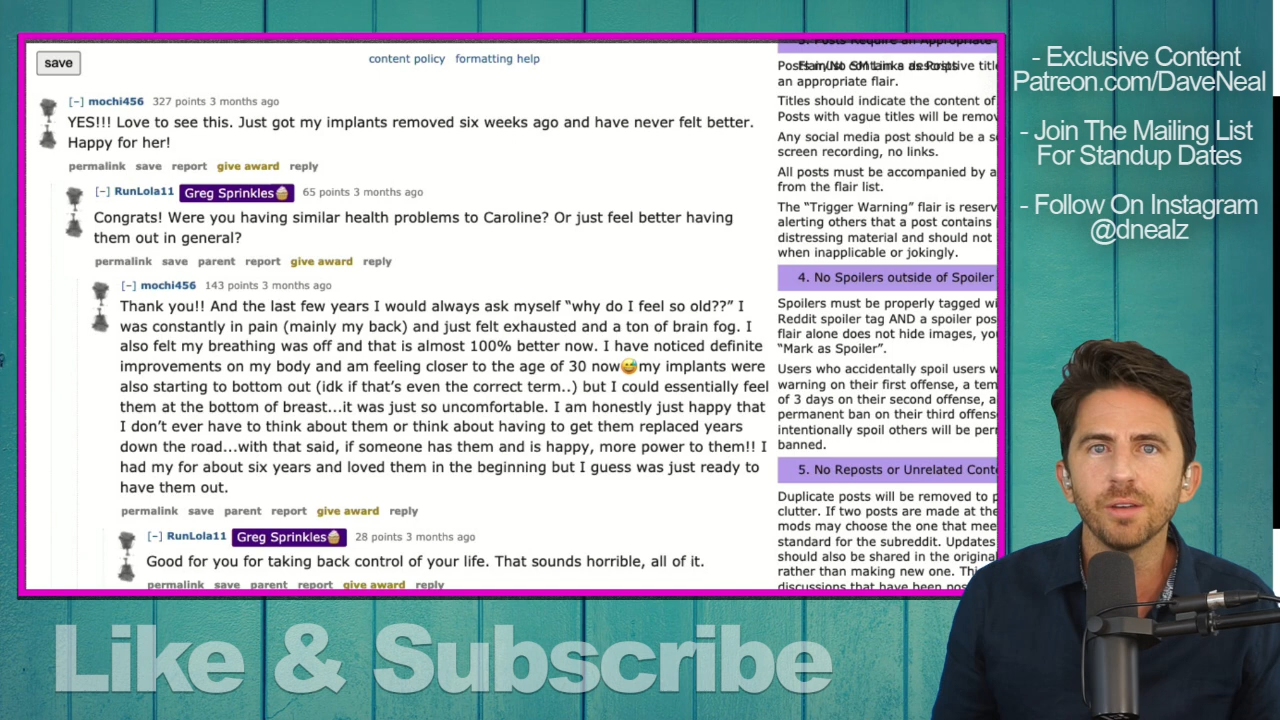 save
content policy formatting help
[–] mochi456 327 points 3 months ago
YES!!! Love to see this. Just got my implants removed six weeks ago and have never felt better.
Happy for her!
permalink save report give award reply
[–] RunLola11 Greg Sprinkles🧁 65 points 3 months ago
Congrats! Were you having similar health problems to Caroline? Or just feel better having
them out in general?
permalink save parent report give award reply
[–] mochi456 143 points 3 months ago
Thank you!! And the last few years I would always ask myself “why do I feel so old??” I
was constantly in pain (mainly my back) and just felt exhausted and a ton of brain fog. I
also felt my breathing was off and that is almost 100% better now. I have noticed definite
improvements on my body and am feeling closer to the age of 30 now😅my implants were
also starting to bottom out (idk if that’s even the correct term..) but I could essentially feel
them at the bottom of breast...it was just so uncomfortable. I am honestly just happy that
I don’t ever have to think about them or think about having to get them replaced years
down the road...with that said, if someone has them and is happy, more power to them!! I
had my for about six years and loved them in the beginning but I guess was just ready to
have them out.
permalink save parent report give award reply
[–] RunLola11 Greg Sprinkles🧁 28 points 3 months ago
Good for you for taking back control of your life. That sounds horrible, all of it.
permalink save parent report give award reply
3. Posts Require an Appropriate
an appropriate flair.
Titles should indicate the content of
Posts with vague titles will be remov
Any social media post should be a s
screen recording, no links.
All posts must be accompanied by a
from the flair list.
The “Trigger Warning” flair is reserv
alerting others that a post contains
distressing material and should not
when inapplicable or jokingly.
4. No Spoilers outside of Spoiler
Spoilers must be properly tagged wi
Reddit spoiler tag AND a spoiler pos
flair alone does not hide images, yo
“Mark as Spoiler”.
Users who accidentally spoil users w
warning on their first offense, a tem
of 3 days on their second offense, a
permanent ban on their third offens
intentionally spoil others will be per
banned.
5. No Reposts or Unrelated Conte
Duplicate posts will be removed to p
clutter. If two posts are made at the
mods may choose the one that mee
standard for the subreddit. Updates
should also be shared in the original
rather than making new one. Thi
discussions that have been pos
- Exclusive Content
Patreon.com/DaveNeal
- Join The Mailing List
For Standup Dates
- Follow On Instagram
@dnealz
Like & Subscribe